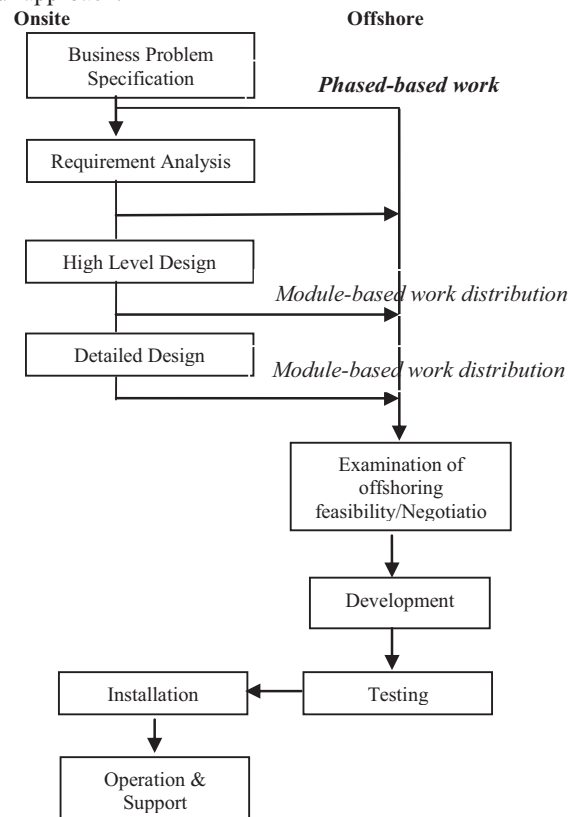 Onsite
Offshore
Business Problem
Specification
Phased-based work
Requirement Analysis
High Level Design
Module-based work distribution
Detailed Design
Module-based work distribution
Examination of
offshoring
feasibility/Negotiatio
Development
Installation
Testing
Operation &
Support